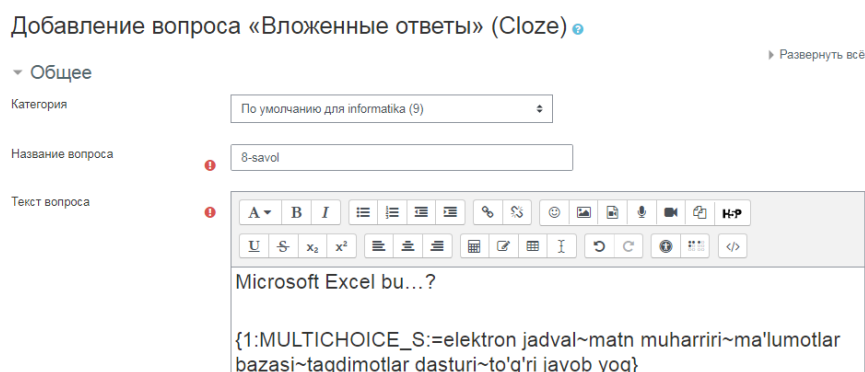 Добавление вопроса «Вложенные ответы» (Cloze)
Развернуть всё
Общее
Категория
По умолчанию для informatika (9)
Название вопроса
8-savol
Текст вопроса
A B I H-P
U S x₂ x²
Microsoft Excel bu…?
{1:MULTICHOICE_S:=elektron jadval~matn muharriri~ma'lumotlar
bazasi~taqdimotlar dasturi~to'g'ri javob yoq}